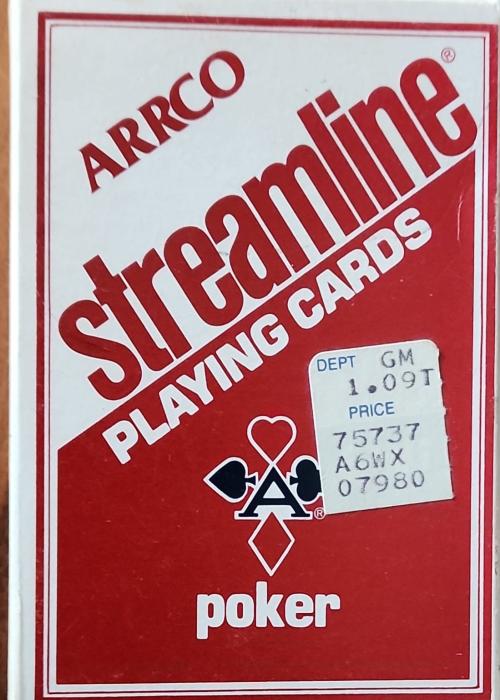 ARRCO
streamline®
PLAYING CARDS
DEPT GM
1.09T
PRICE
75737
A6WX
07980
A®
poker